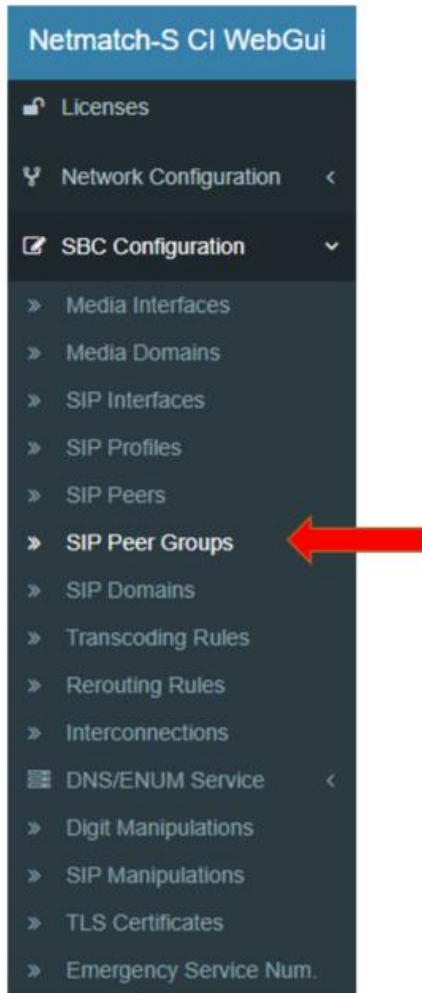 Netmatch-S CI WebGui
Licenses
Network Configuration
SBC Configuration
Media Interfaces
Media Domains
SIP Interfaces
SIP Profiles
SIP Peers
SIP Peer Groups
SIP Domains
Transcoding Rules
Rerouting Rules
Interconnections
DNS/ENUM Service
Digit Manipulations
SIP Manipulations
TLS Certificates
Emergency Service Num.